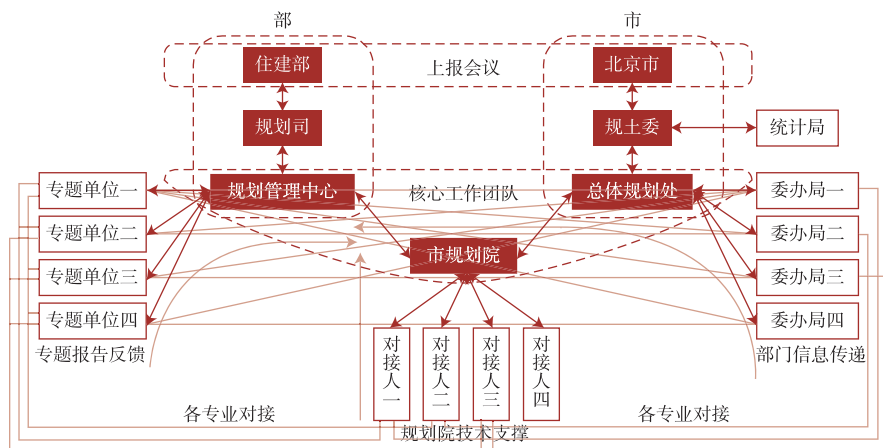 部 市
住建部 上报会议 北京市
规划司 规土委 统计局
专题单位一 规划管理中心 核心工作团队 总体规划处 委办局一
专题单位二 委办局二
市规划院
专题单位三 委办局三
专题单位四 委办局四
专题报告反馈 部门信息传递
对接人一 对接人二 对接人三 对接人四
各专业对接 各专业对接
规划院技术支撑